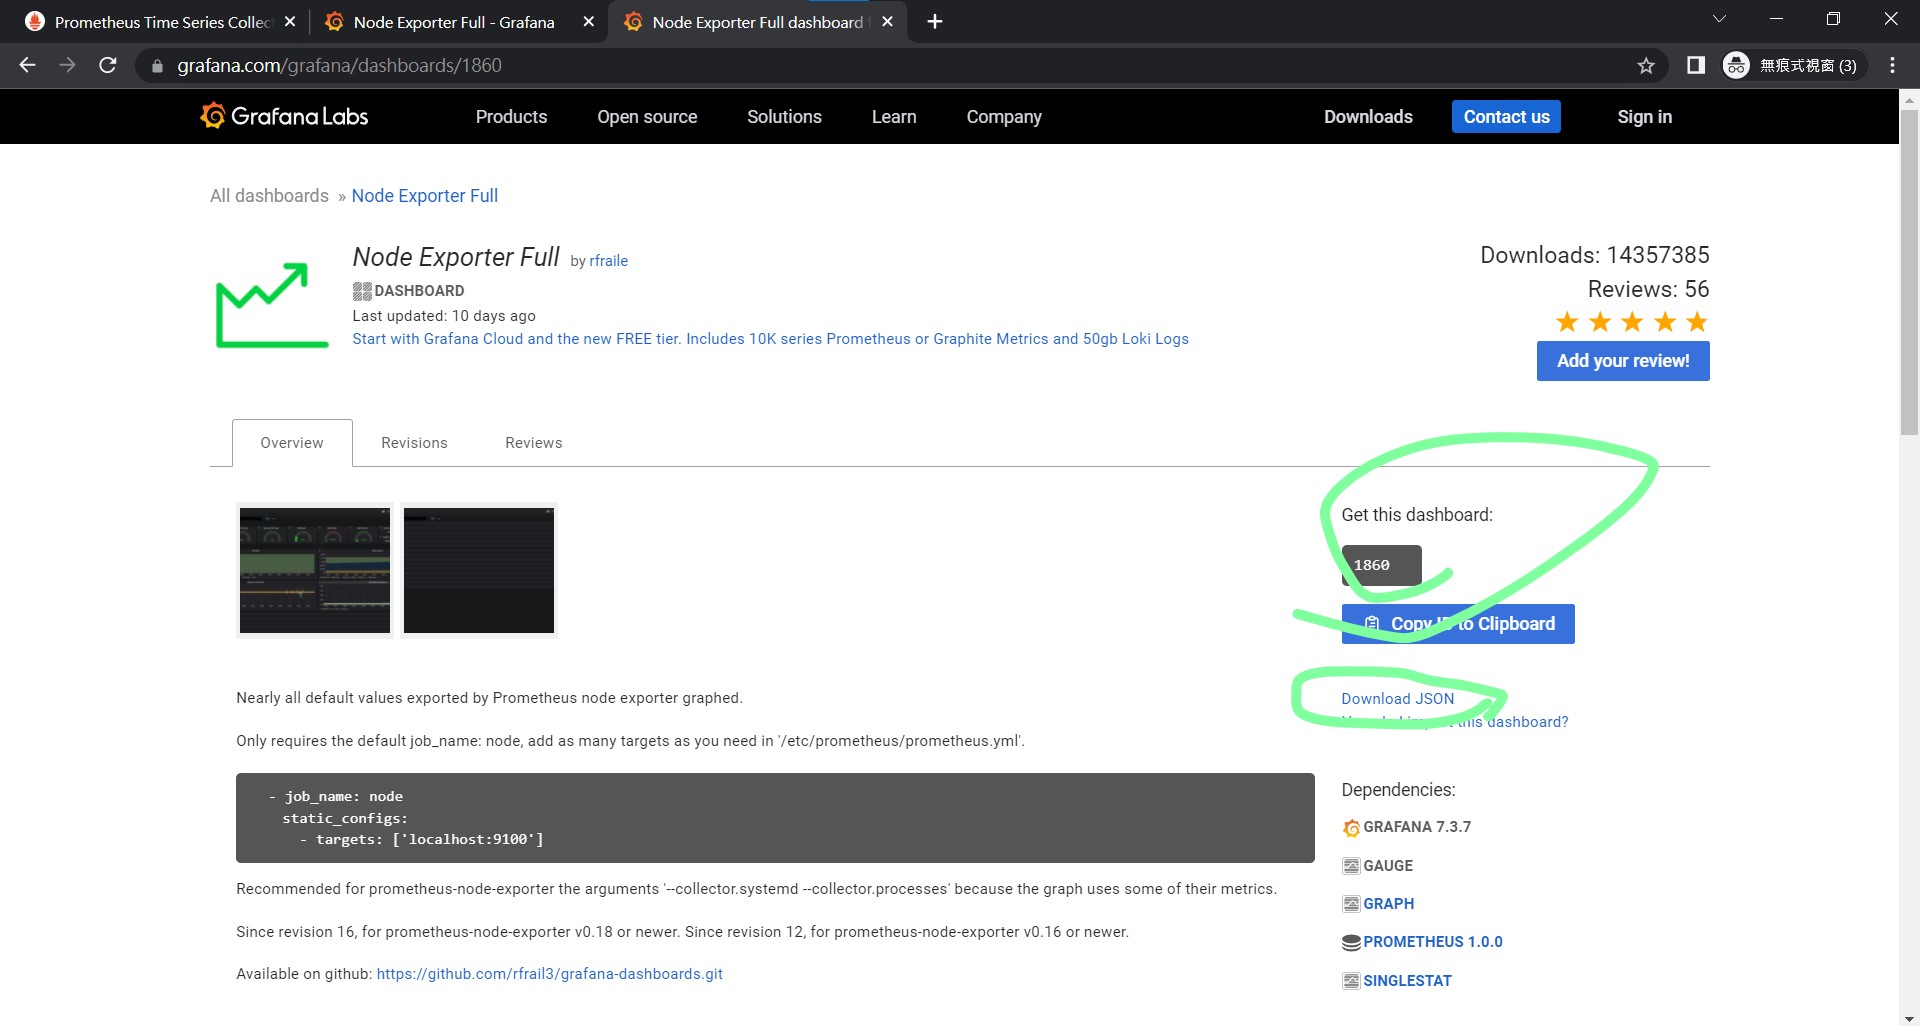 Prometheus Time Series Collec
Node Exporter Full - Grafana
Node Exporter Full dashboard
grafana.com/grafana/dashboards/1860
無痕式視窗 (3)
Grafana Labs
Products
Open source
Solutions
Learn
Company
Downloads
Contact us
Sign in
All dashboards » Node Exporter Full
Node Exporter Full by rfraile
DASHBOARD
Last updated: 10 days ago
Start with Grafana Cloud and the new FREE tier. Includes 10K series Prometheus or Graphite Metrics and 50gb Loki Logs
Downloads: 14357385
Reviews: 56
Add your review!
Overview
Revisions
Reviews
Get this dashboard:
1860
Copy ID to Clipboard
Download JSON
this dashboard?
Nearly all default values exported by Prometheus node exporter graphed.
Only requires the default job_name: node, add as many targets as you need in '/etc/prometheus/prometheus.yml'.
- job_name: node
static_configs:
- targets: ['localhost:9100']
Recommended for prometheus-node-exporter the arguments '--collector.systemd --collector.processes' because the graph uses some of their metrics.
Since revision 16, for prometheus-node-exporter v0.18 or newer. Since revision 12, for prometheus-node-exporter v0.16 or newer.
Available on github: https://github.com/rfrail3/grafana-dashboards.git
Dependencies:
GRAFANA 7.3.7
GAUGE
GRAPH
PROMETHEUS 1.0.0
SINGLESTAT